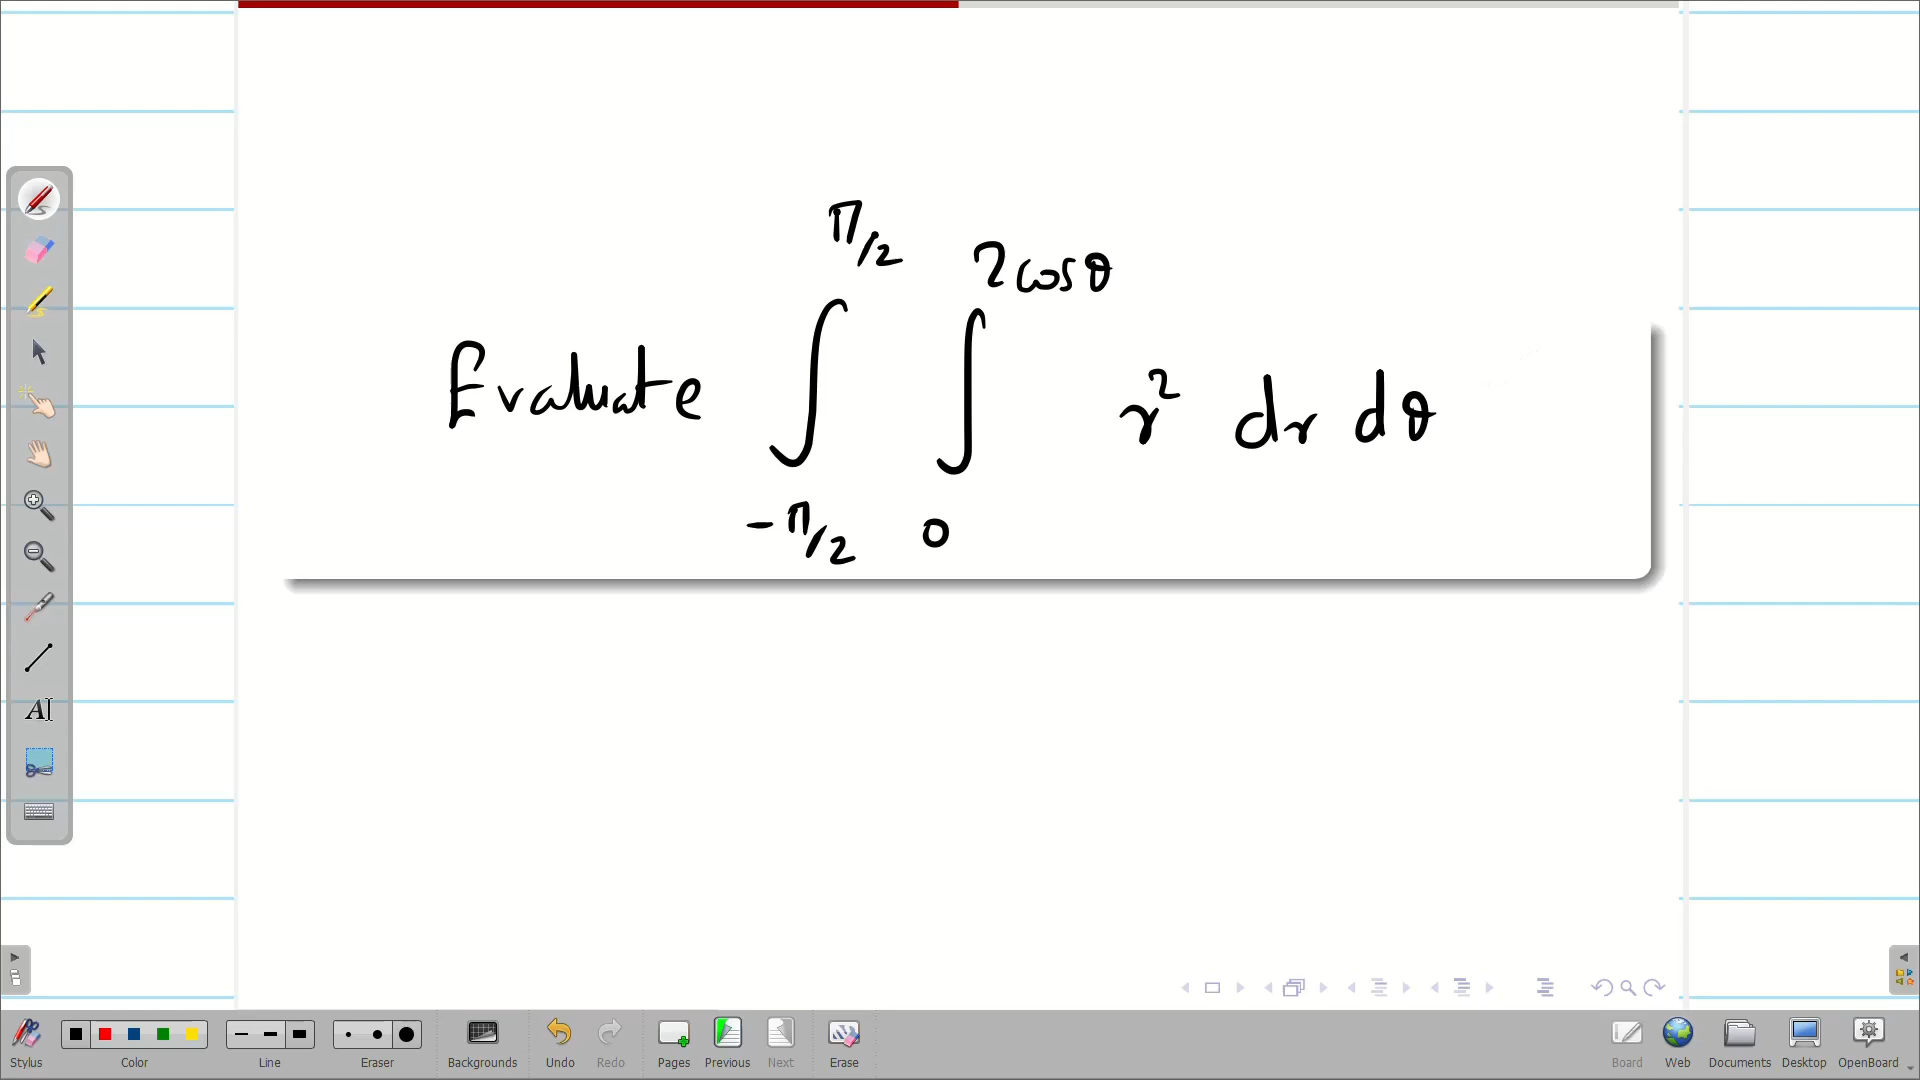 Evaluate ∫_{-π/2}^{π/2} ∫_{0}^{2cosθ} r² dr dθ
Stylus Color Line Eraser Backgrounds Undo Redo Pages Previous Next Erase Board Web Documents Desktop OpenBoard